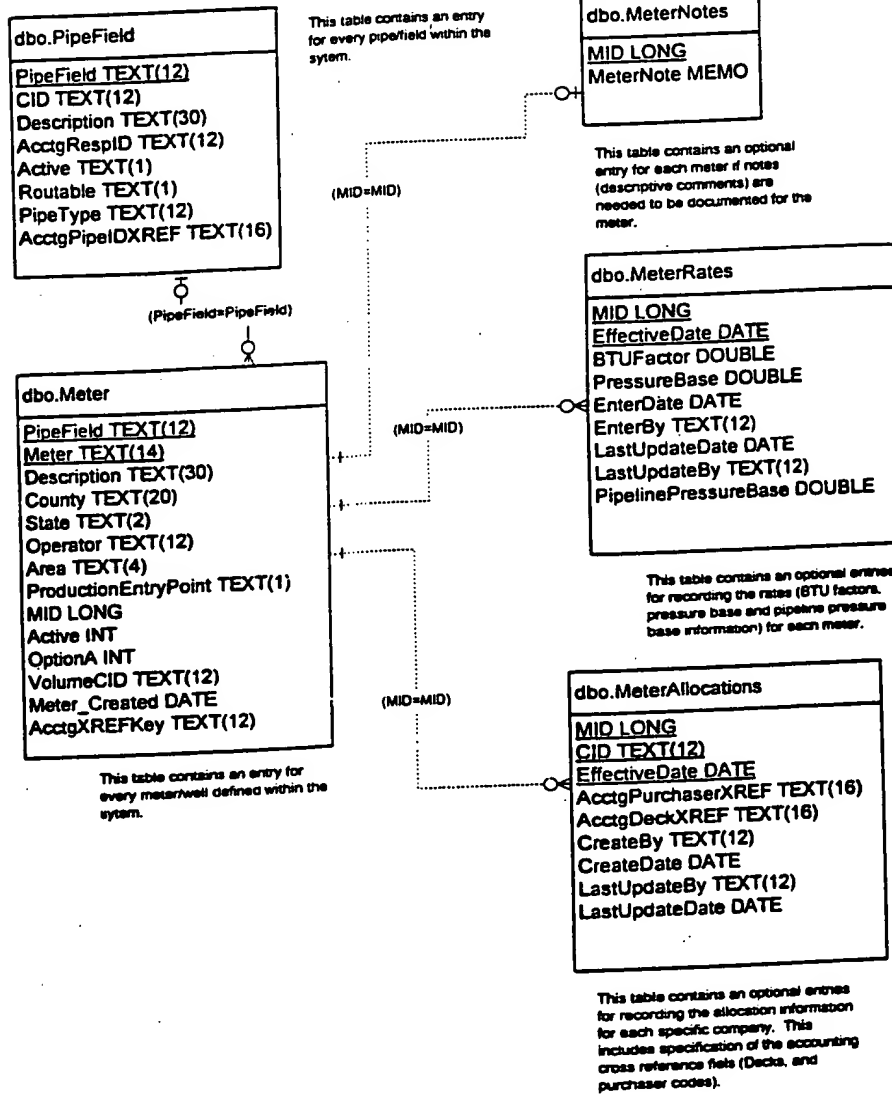 dbo.PipeField
PipeField TEXT(12)
CID TEXT(12)
Description TEXT(30)
AcctgRespID TEXT(12)
Active TEXT(1)
Routable TEXT(1)
PipeType TEXT(12)
AcctgPipeIDXREF TEXT(16)
This table contains an entry
for every pipe/field within the
sytem.
dbo.MeterNotes
MID LONG
MeterNote MEMO
This table contains an optional
entry for each meter if notes
(descriptive comments) are
needed to be documented for the
meter.
(MID=MID)
(PipeField=PipeField)
dbo.Meter
PipeField TEXT(12)
Meter TEXT(14)
Description TEXT(30)
County TEXT(20)
State TEXT(2)
Operator TEXT(12)
Area TEXT(4)
ProductionEntryPoint TEXT(1)
MID LONG
Active INT
OptionA INT
VolumeCID TEXT(12)
Meter_Created DATE
AcctgXREFKey TEXT(12)
This table contains an entry for
every meter/well defined within the
sytem.
(MID=MID)
dbo.MeterRates
MID LONG
EffectiveDate DATE
BTUFactor DOUBLE
PressureBase DOUBLE
EnterDate DATE
EnterBy TEXT(12)
LastUpdateDate DATE
LastUpdateBy TEXT(12)
PipelinePressureBase DOUBLE
This table contains an optional entries
for recording the rates (BTU factors,
pressure base and pipeline pressure
base information) for each meter.
(MID=MID)
dbo.MeterAllocations
MID LONG
CID TEXT(12)
EffectiveDate DATE
AcctgPurchaserXREF TEXT(16)
AcctgDeckXREF TEXT(16)
CreateBy TEXT(12)
CreateDate DATE
LastUpdateBy TEXT(12)
LastUpdateDate DATE
This table contains an optional entries
for recording the allocation information
for each specific company. This
includes specification of the accounting
cross reference fiels (Decks, and
purchaser codes).